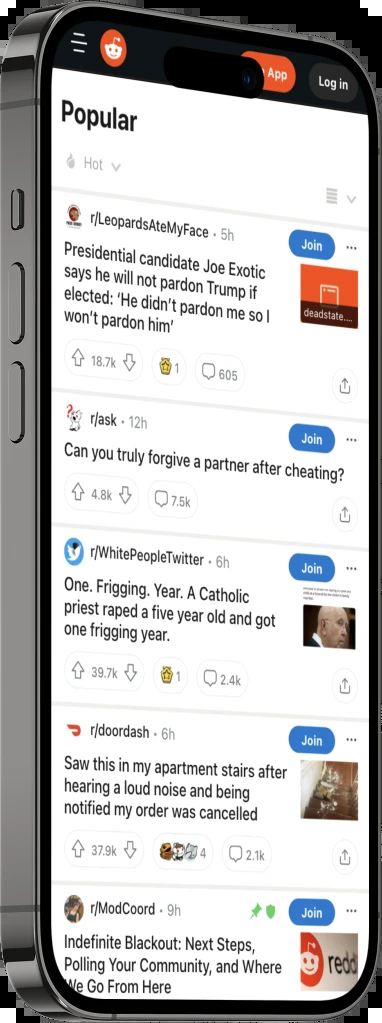 App
Log in
Popular
Hot
r/LeopardsAteMyFace • 5h
Join
Presidential candidate Joe Exotic
says he will not pardon Trump if
elected: ‘He didn’t pardon me so I
won’t pardon him’
deadstate....
18.7k
1
605
r/ask • 12h
Join
Can you truly forgive a partner after cheating?
4.8k
7.5k
r/WhitePeopleTwitter • 6h
Join
One. Frigging. Year. A Catholic
priest raped a five year old and got
one frigging year.
39.7k
1
2.4k
r/doordash • 6h
Join
Saw this in my apartment stairs after
hearing a loud noise and being
notified my order was cancelled
37.9k
4
2.1k
r/ModCoord • 9h
Join
Indefinite Blackout: Next Steps,
Polling Your Community, and Where
We Go From Here
redd